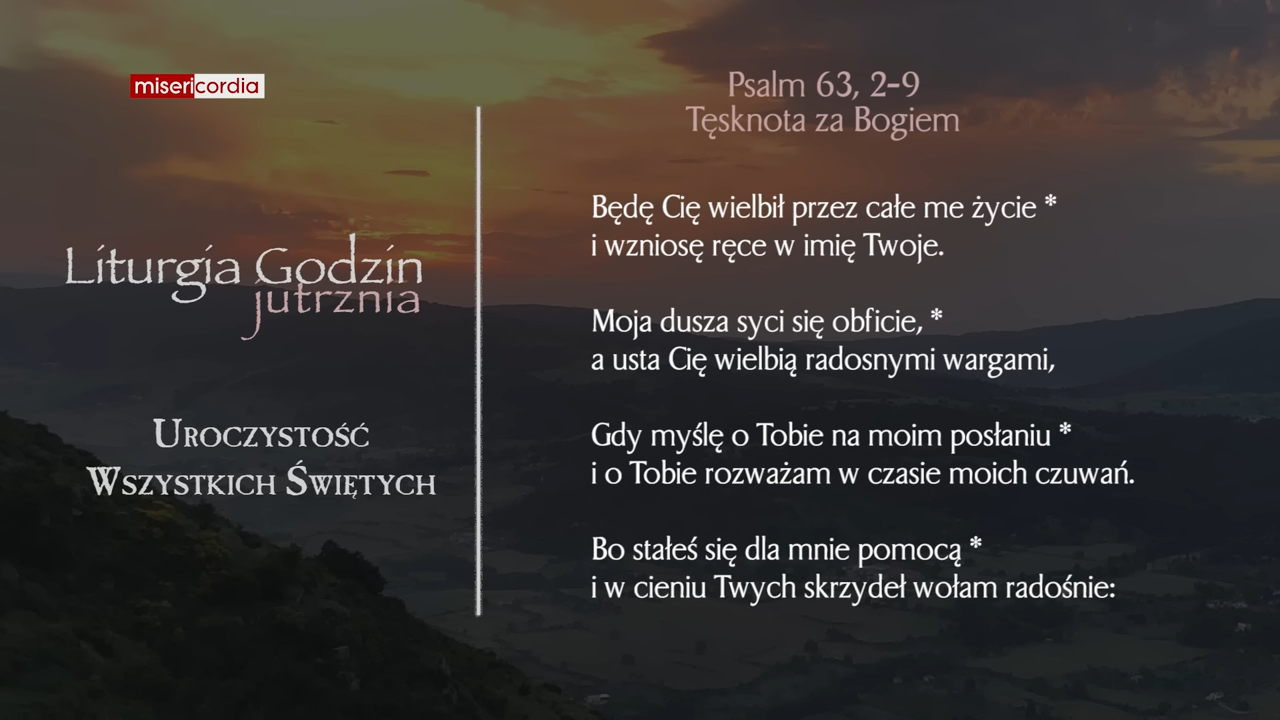 misericordia
Liturgia Godzin
jutrznia
Uroczystość
Wszystkich Świętych
Psalm 63, 2-9
Tęsknota za Bogiem
Będę Cię wielbił przez całe me życie *
i wzniosę ręce w imię Twoje.
Moja dusza syci się obficie, *
a usta Cię wielbią radosnymi wargami,
Gdy myślę o Tobie na moim posłaniu *
i o Tobie rozważam w czasie moich czuwań.
Bo stałeś się dla mnie pomocą *
i w cieniu Twych skrzydeł wołam radośnie: